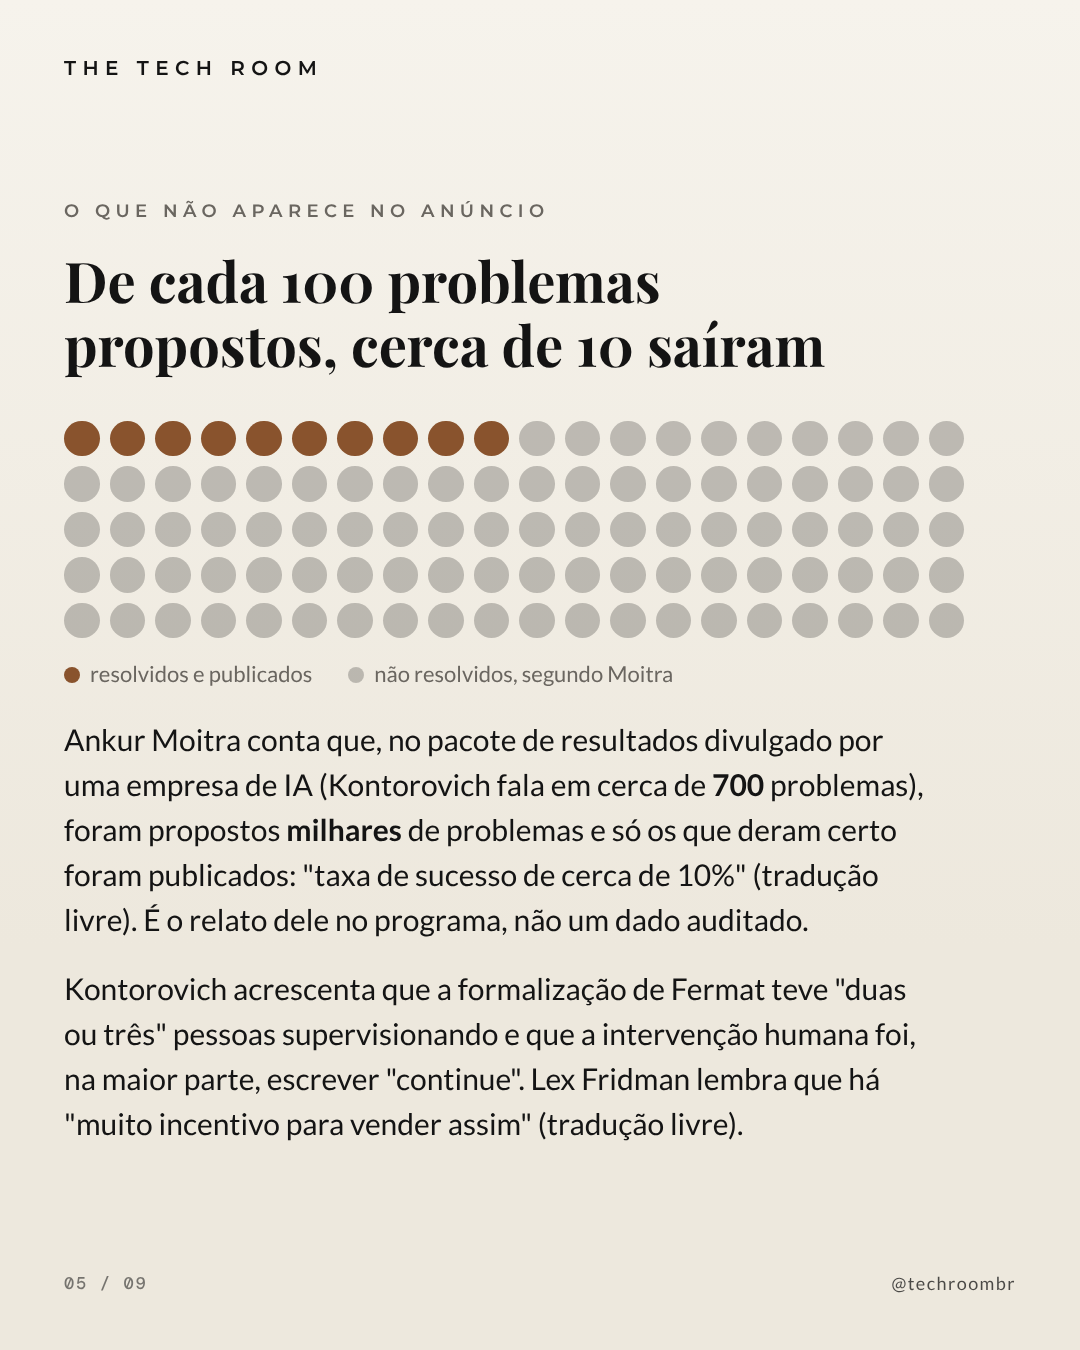 THE TECH ROOM
O QUE NÃO APARECE NO ANÚNCIO
De cada 100 problemas
propostos, cerca de 10 saíram
resolvidos e publicados
não resolvidos, segundo Moitra
Ankur Moitra conta que, no pacote de resultados divulgado por
uma empresa de IA (Kontorovich fala em cerca de 700 problemas),
foram propostos milhares de problemas e só os que deram certo
foram publicados: "taxa de sucesso de cerca de 10%" (tradução
livre). É o relato dele no programa, não um dado auditado.
Kontorovich acrescenta que a formalização de Fermat teve "duas
ou três" pessoas supervisionando e que a intervenção humana foi,
na maior parte, escrever "continue". Lex Fridman lembra que há
"muito incentivo para vender assim" (tradução livre).
05 / 09
@techroombr